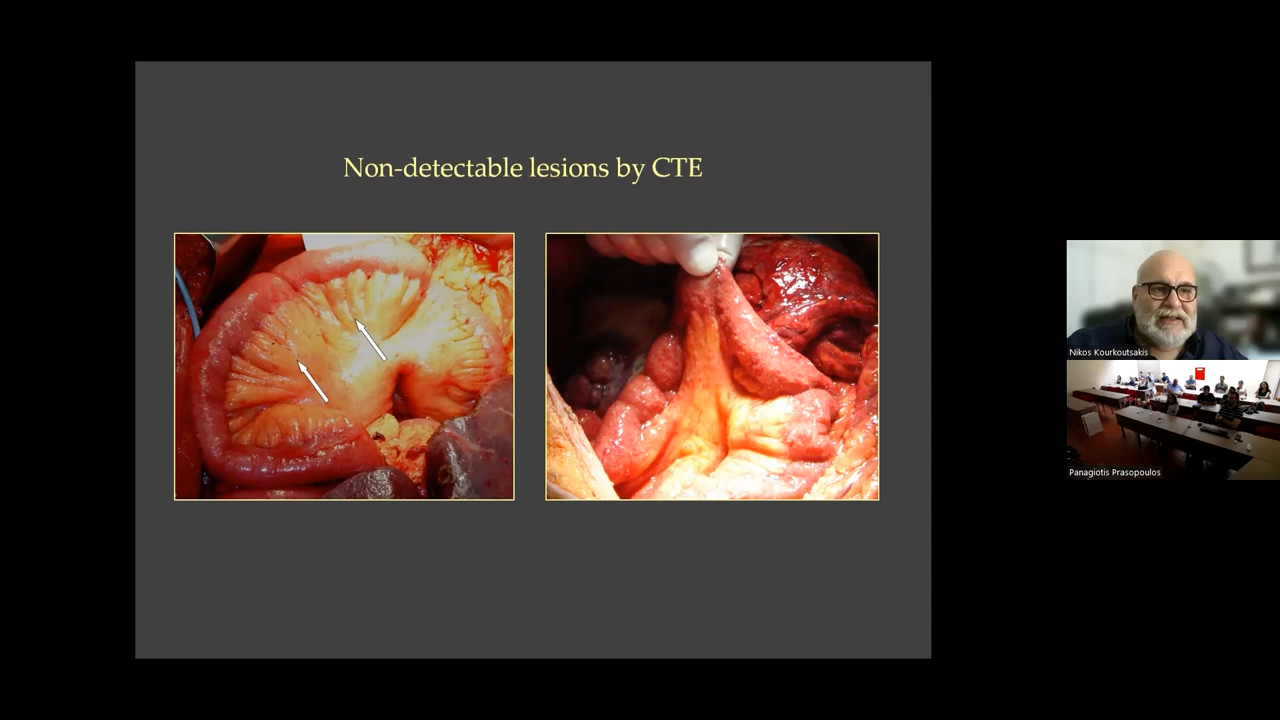 Non-detectable lesions by CTE
Nikos Kourkoutsakis
Panagiotis Prasopoulos